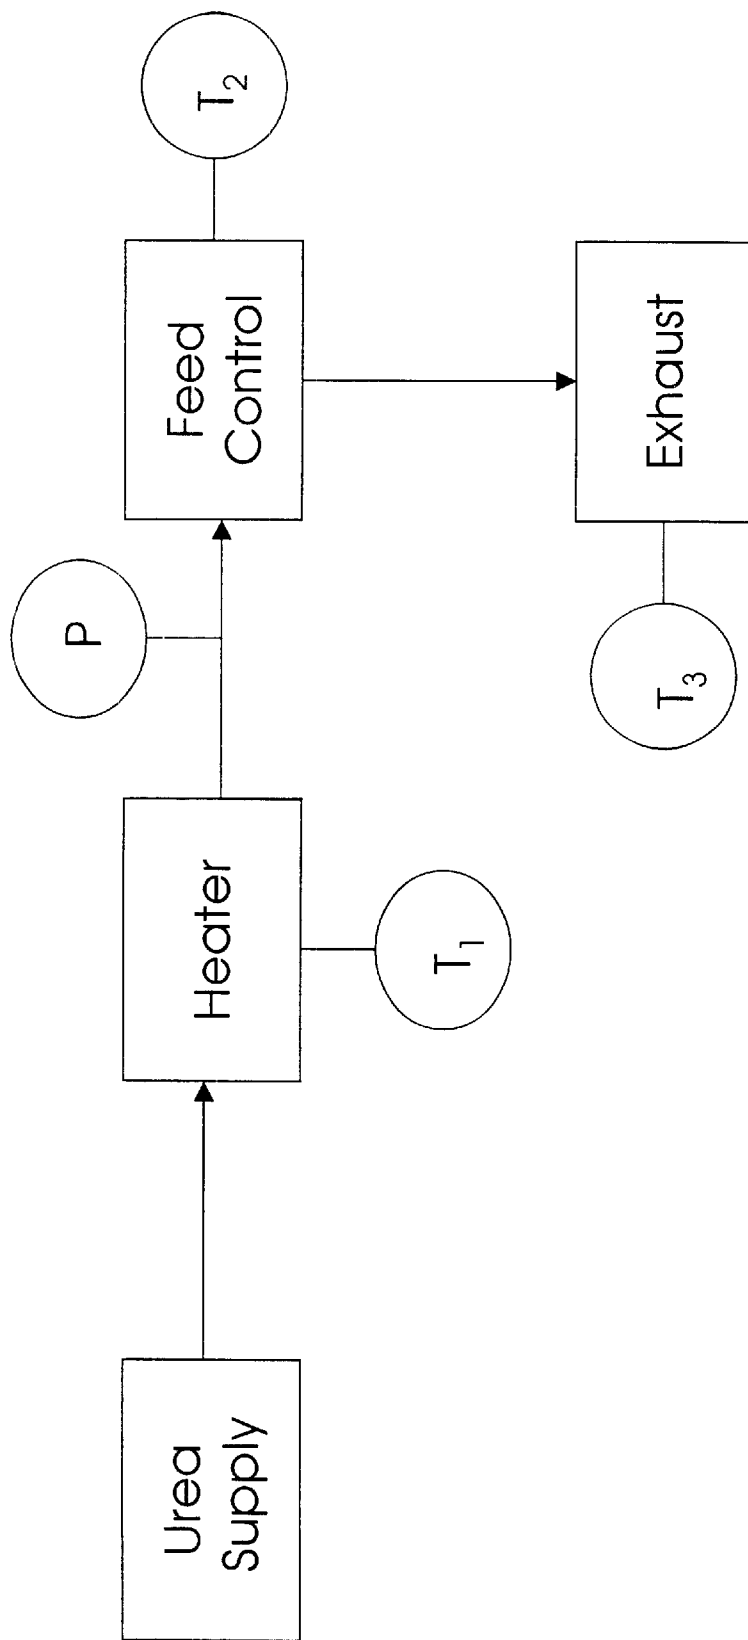 Urea
Supply
Heater
T1
P
Feed
Control
T2
Exhaust
T3